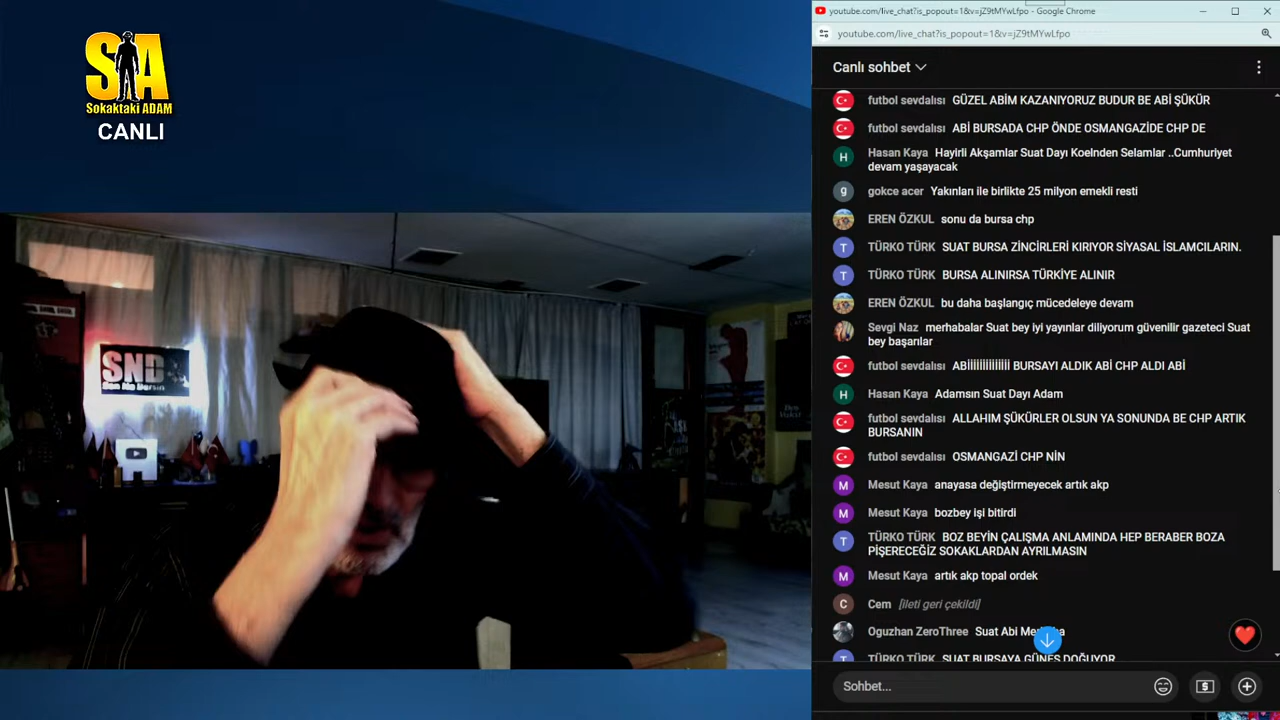 youtube.com/live_chat?is_popout=1&v=jZ9tMYwLfpo - Google Chrome
youtube.com/live_chat?is_popout=1&v=jZ9tMYwLfpo
SA
Sokaktaki ADAM
CANLI
SND
Sen Ne Dersin
Canlı sohbet
futbol sevdalısı GÜZEL ABİM KAZANIYORUZ BUDUR BE ABİ ŞÜKÜR
futbol sevdalısı ABİ BURSADA CHP ÖNDE OSMANGAZİDE CHP DE
Hasan Kaya Hayirli Akşamlar Suat Dayı Koelnden Selamlar ..Cumhuriyet
devam yaşayacak
gokce acer Yakınları ile birlikte 25 milyon emekli resti
EREN ÖZKUL sonu da bursa chp
TÜRKO TÜRK SUAT BURSA ZİNCİRLERİ KIRIYOR SİYASAL İSLAMCILARIN.
TÜRKO TÜRK BURSA ALINIRSA TÜRKİYE ALINIR
EREN ÖZKUL bu daha başlangıç mücedeleye devam
Sevgi Naz merhabalar Suat bey iyi yayınlar diliyorum güvenilir gazeteci Suat
bey başarılar
futbol sevdalısı ABİİİİİİİİİİİİİİ BURSAYI ALDIK ABİ CHP ALDI ABİ
Hasan Kaya Adamsın Suat Dayı Adam
futbol sevdalısı ALLAHIM ŞÜKÜRLER OLSUN YA SONUNDA BE CHP ARTIK
BURSANIN
futbol sevdalısı OSMANGAZİ CHP NİN
Mesut Kaya anayasa değiştirmeyecek artık akp
Mesut Kaya bozbey işi bitirdi
TÜRKO TÜRK BOZ BEYİN ÇALIŞMA ANLAMINDA HEP BERABER BOZA
PİŞERECEĞİZ SOKAKLARDAN AYRILMASIN
Mesut Kaya artık akp topal ordek
Cem [ileti geri çekildi]
Oguzhan ZeroThree Suat Abi
TÜRKO TÜRK SUAT BURSAYA GÜNEŞ DOĞUYOR
Sohbet...